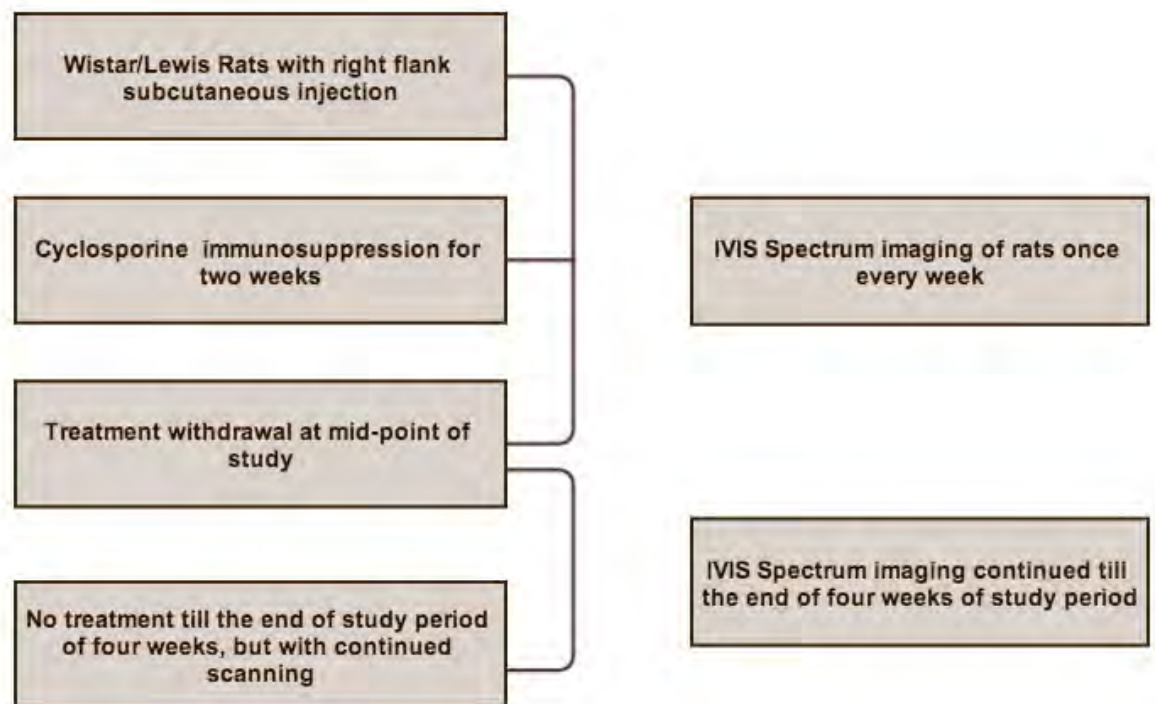 Wistar/Lewis Rats with right flank
subcutaneous injection
Cyclosporine immunosuppression for
two weeks
IVIS Spectrum imaging of rats once
every week
Treatment withdrawal at mid-point of
study
IVIS Spectrum imaging continued till
the end of four weeks of study period
No treatment till the end of study period
of four weeks, but with continued
scanning